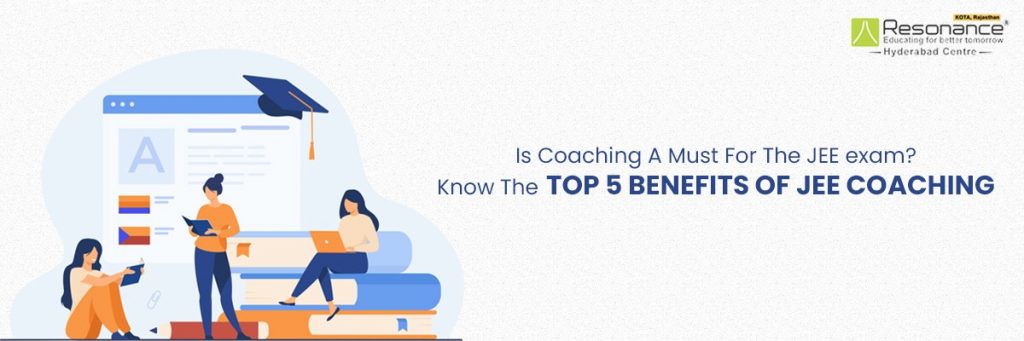 KOTA, Rajasthan
Resonance®
Educating for better tomorrow
Hyderabad Centre
A
Is Coaching A Must For The JEE exam?
Know The TOP 5 BENEFITS OF JEE COACHING